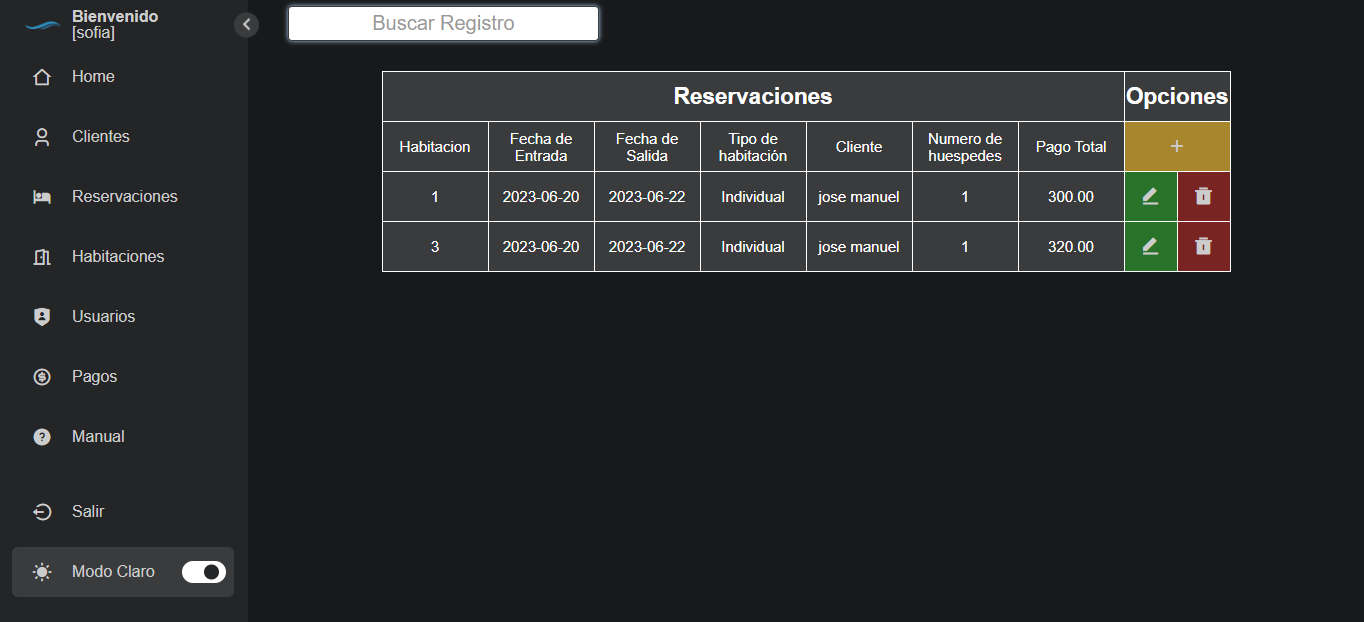 Bienvenido
[sofia]
Home
Clientes
Reservaciones
Habitaciones
Usuarios
Pagos
Manual
Salir
Modo Claro
Buscar Registro
Reservaciones Opciones
Habitacion Fecha de Entrada Fecha de Salida Tipo de habitación Cliente Numero de huespedes Pago Total +
1 2023-06-20 2023-06-22 Individual jose manuel 1 300.00
3 2023-06-20 2023-06-22 Individual jose manuel 1 320.00